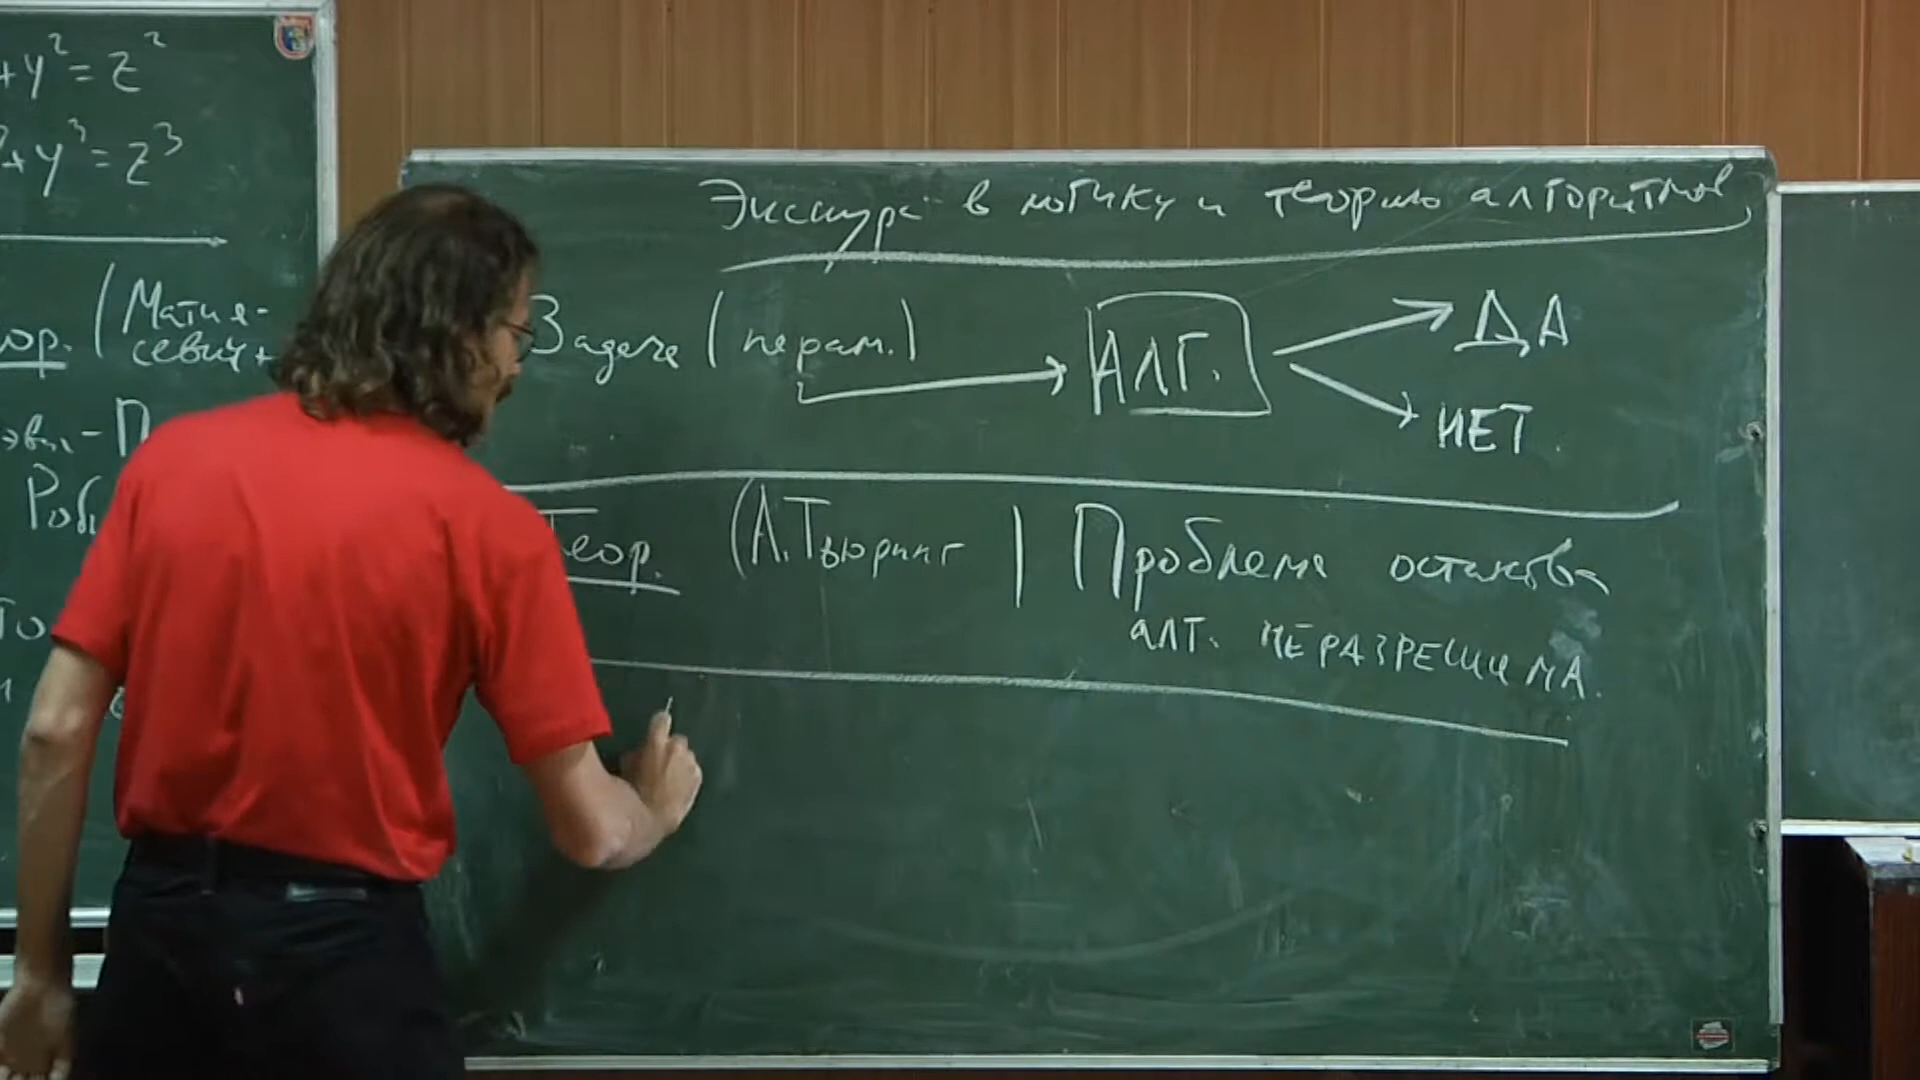 +y²=z²
+y³=z³
ор. (Матия-
севич +
Роб
Экскурс в логику и теорию алгоритмов
Задача (парам.) АЛГ. ДА
НЕТ.
Теор. (А.Тьюринг) Проблема останова
алг. НЕРАЗРЕШИМА.